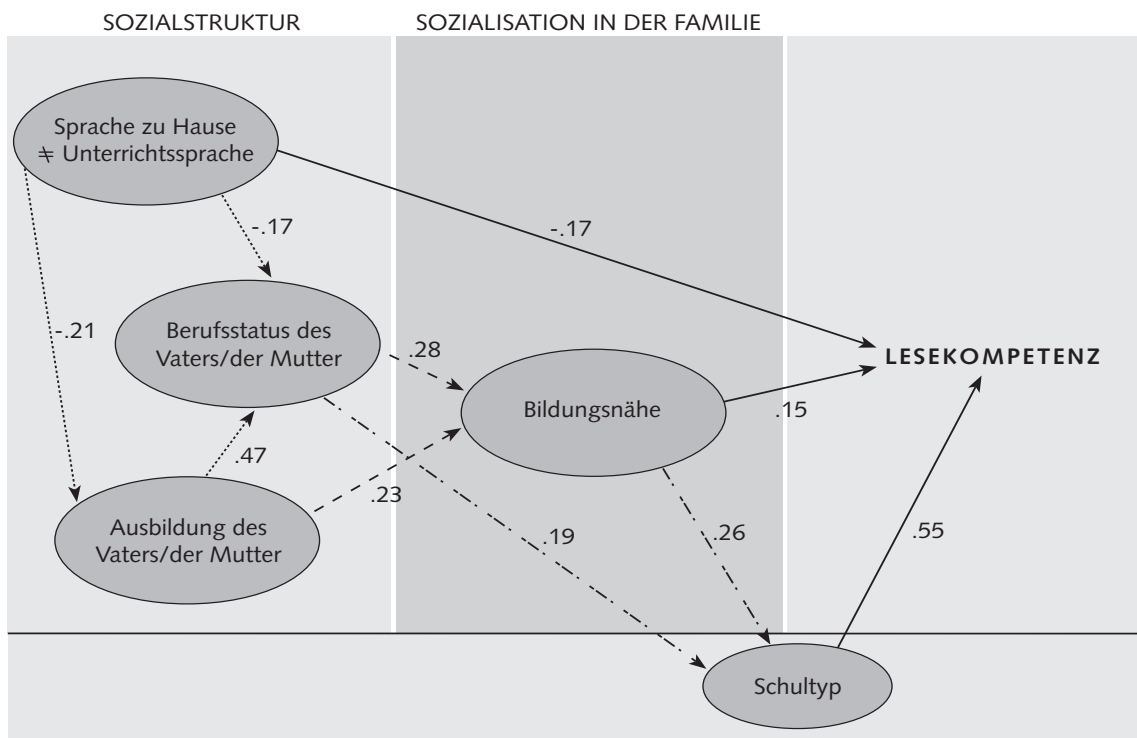 SOZIALSTRUKTUR
SOZIALISATION IN DER FAMILIE
Sprache zu Hause
≠ Unterrichtssprache
-.17
-.17
-.21
Berufsstatus des
Vaters/der Mutter
.28
LESEKOMPETENZ
Bildungsnähe
.15
.47
.23
Ausbildung des
Vaters/der Mutter
.19
.26
.55
Schultyp